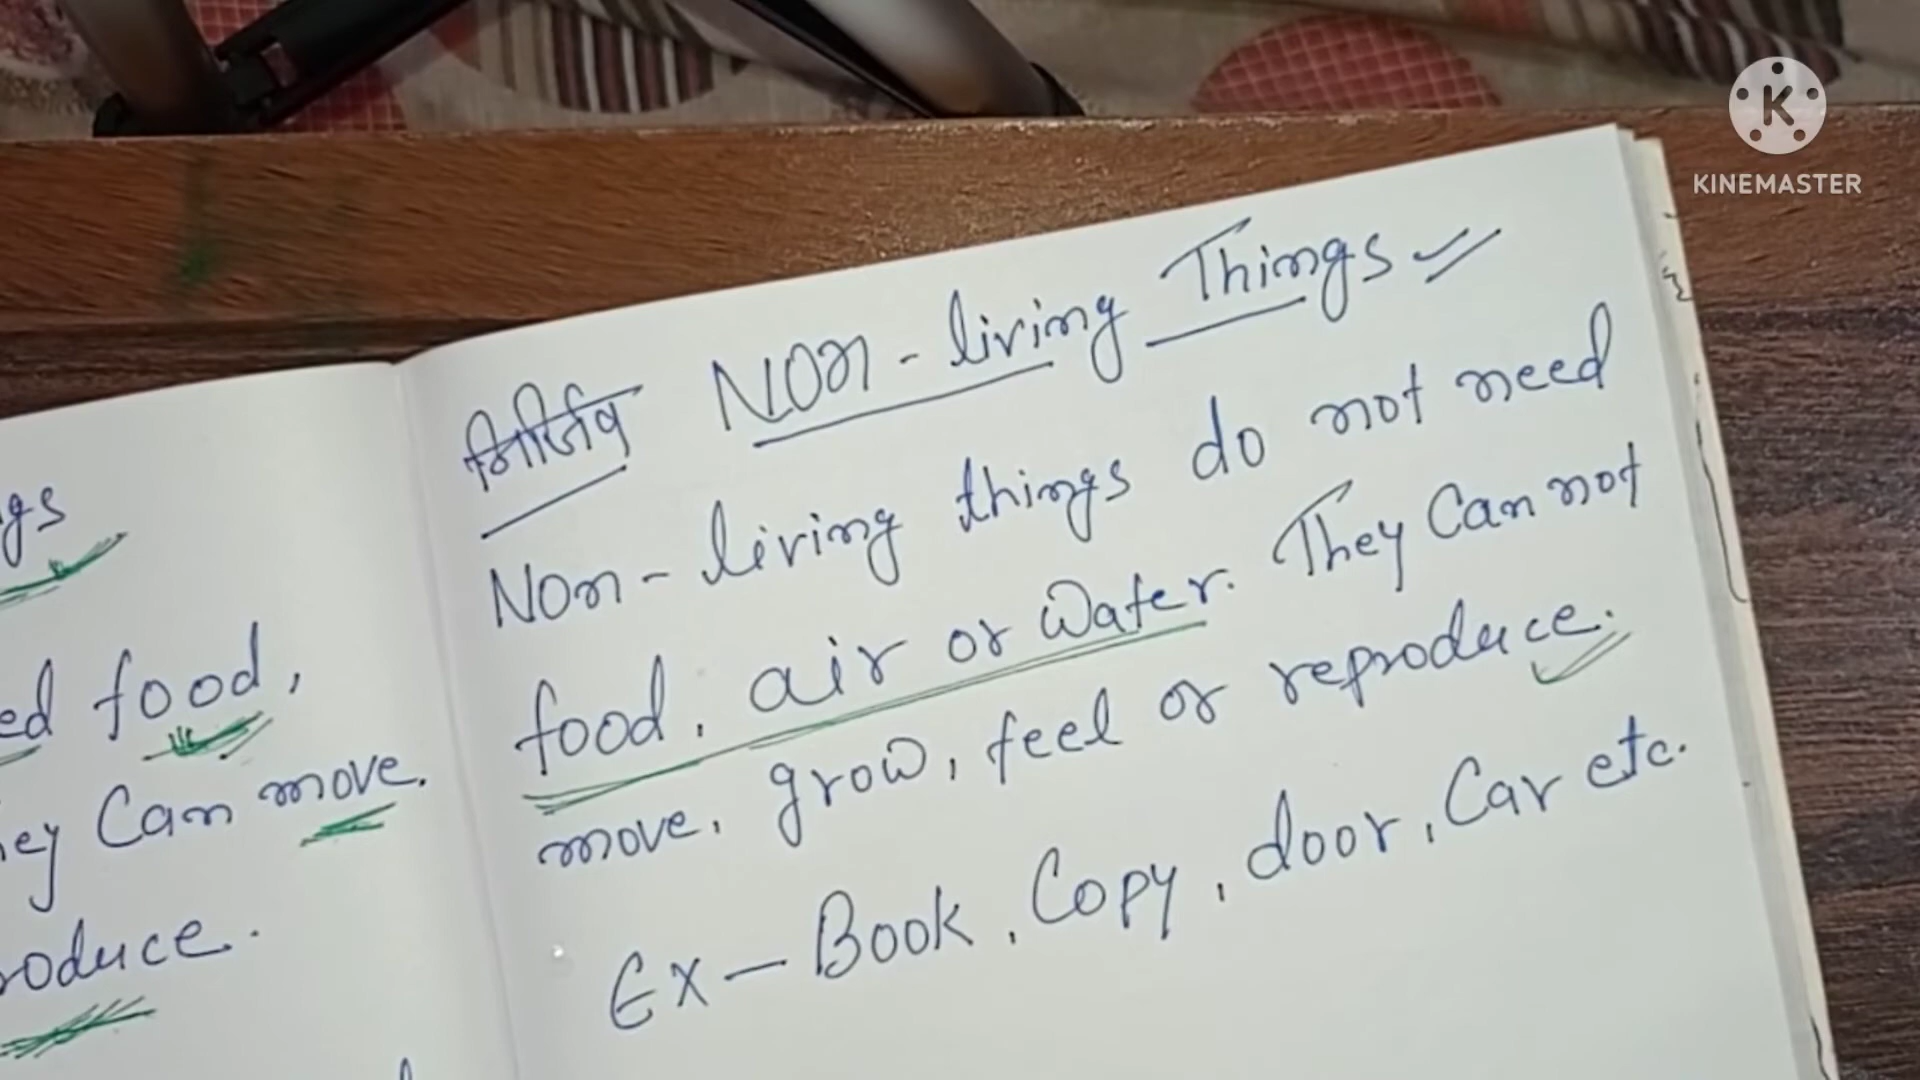 gs
ed food,
ey Can move.
roduce.
निर्जिव Non-living Things
Non-living things do not need
food, air or water. They Can not
move, grow, feel or reproduce.
Ex- Book, Copy, door, Car etc.
KINEMASTER